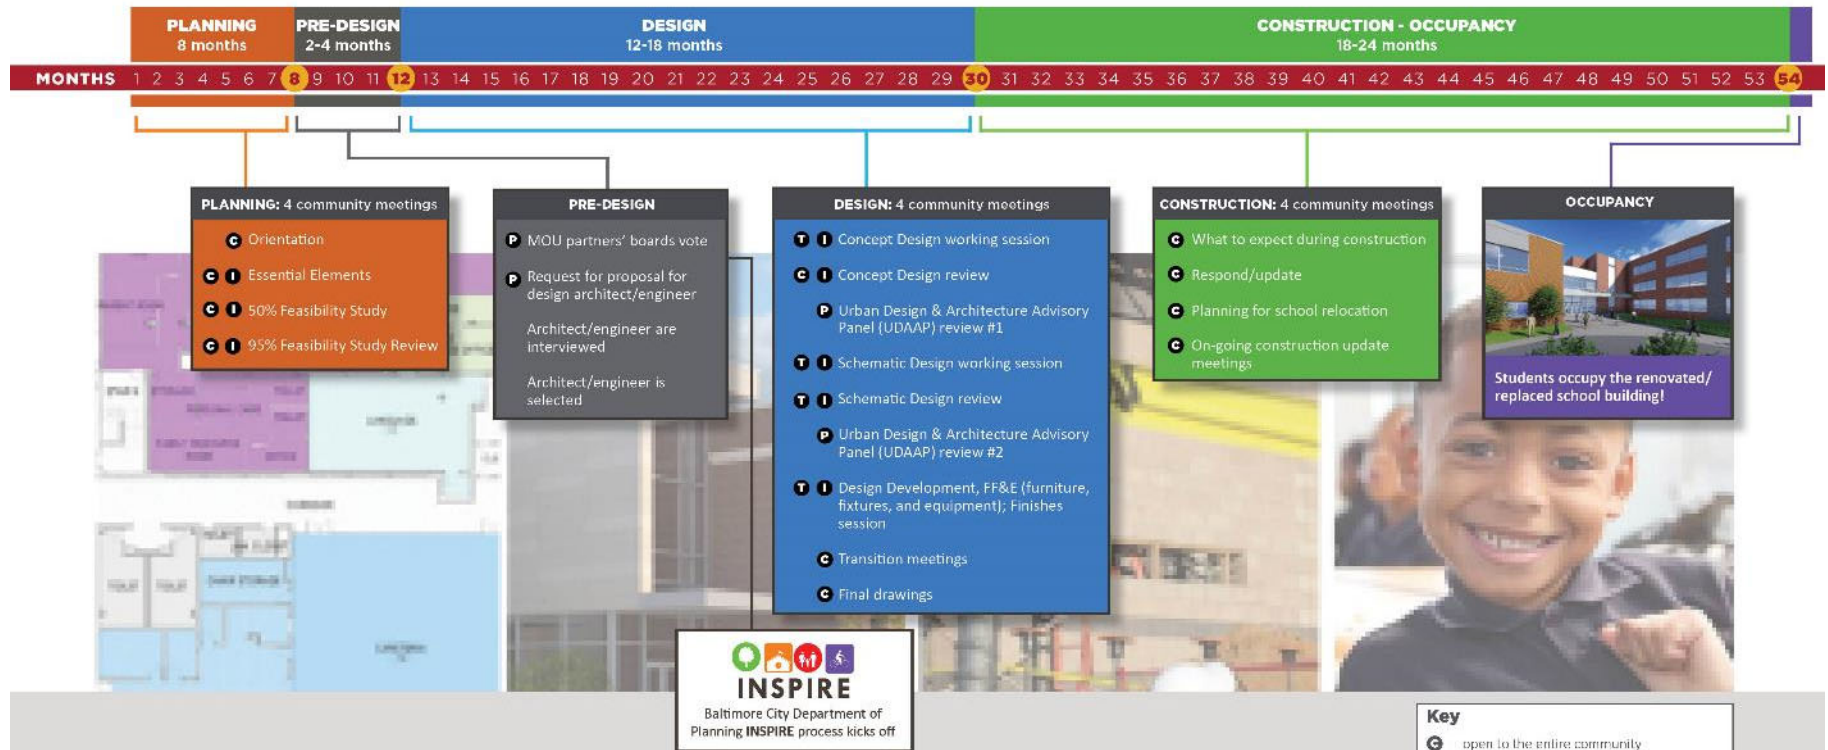 PLANNING
8 months
PRE-DESIGN
2-4 months
DESIGN
12-18 months
CONSTRUCTION - OCCUPANCY
18-24 months
MONTHS 1 2 3 4 5 6 7 8 9 10 11 12 13 14 15 16 17 18 19 20 21 22 23 24 25 26 27 28 29 30 31 32 33 34 35 36 37 38 39 40 41 42 43 44 45 46 47 48 49 50 51 52 53 54
PLANNING: 4 community meetings
C Orientation
C I Essential Elements
C I 50% Feasibility Study
C I 95% Feasibility Study Review
PRE-DESIGN
P MOU partners' boards vote
P Request for proposal for
design architect/engineer
Architect/engineer are
interviewed
Architect/engineer is
selected
DESIGN: 4 community meetings
T I Concept Design working session
C I Concept Design review
P Urban Design & Architecture Advisory
Panel (UDAAP) review #1
T I Schematic Design working session
T I Schematic Design review
P Urban Design & Architecture Advisory
Panel (UDAAP) review #2
T I Design Development, FF&E (furniture,
fixtures, and equipment); Finishes
session
C Transition meetings
C Final drawings
CONSTRUCTION: 4 community meetings
C What to expect during construction
C Respond/update
C Planning for school relocation
C On-going construction update
meetings
OCCUPANCY
Students occupy the renovated/
replaced school building!
INSPIRE
Baltimore City Department of
Planning INSPIRE process kicks off
Key
C open to the entire community